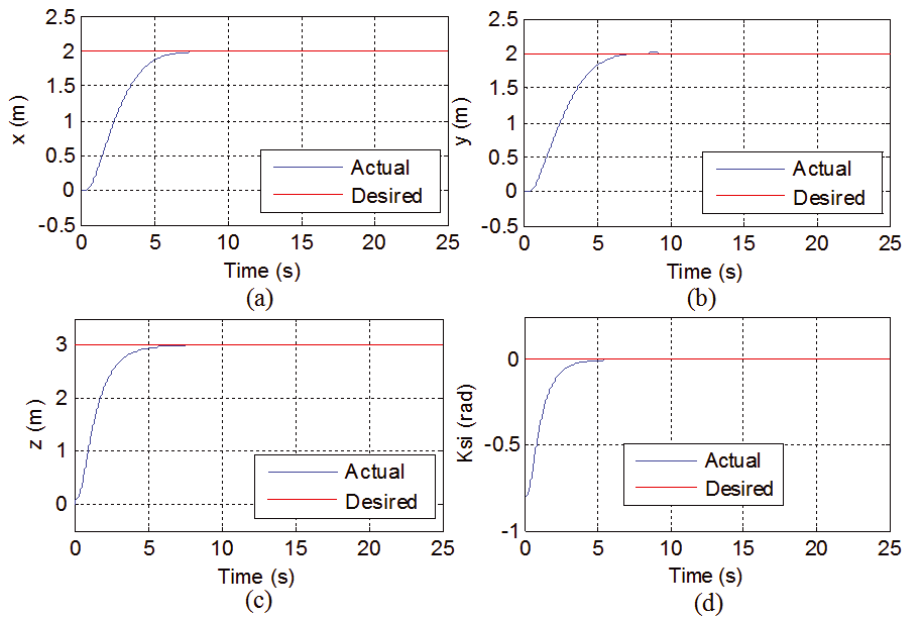 2.5
2
1.5
1
0.5
0
-0.5
x (m)
Actual
Desired
0 5 10 15 20 25
Time (s)
(a)
2.5
2
1.5
1
0.5
0
-0.5
y (m)
Actual
Desired
0 5 10 15 20 25
Time (s)
(b)
3
2
1
0
z (m)
Actual
Desired
0 5 10 15 20 25
Time (s)
(c)
0
-0.5
-1
Ksi (rad)
Actual
Desired
0 5 10 15 20 25
Time (s)
(d)